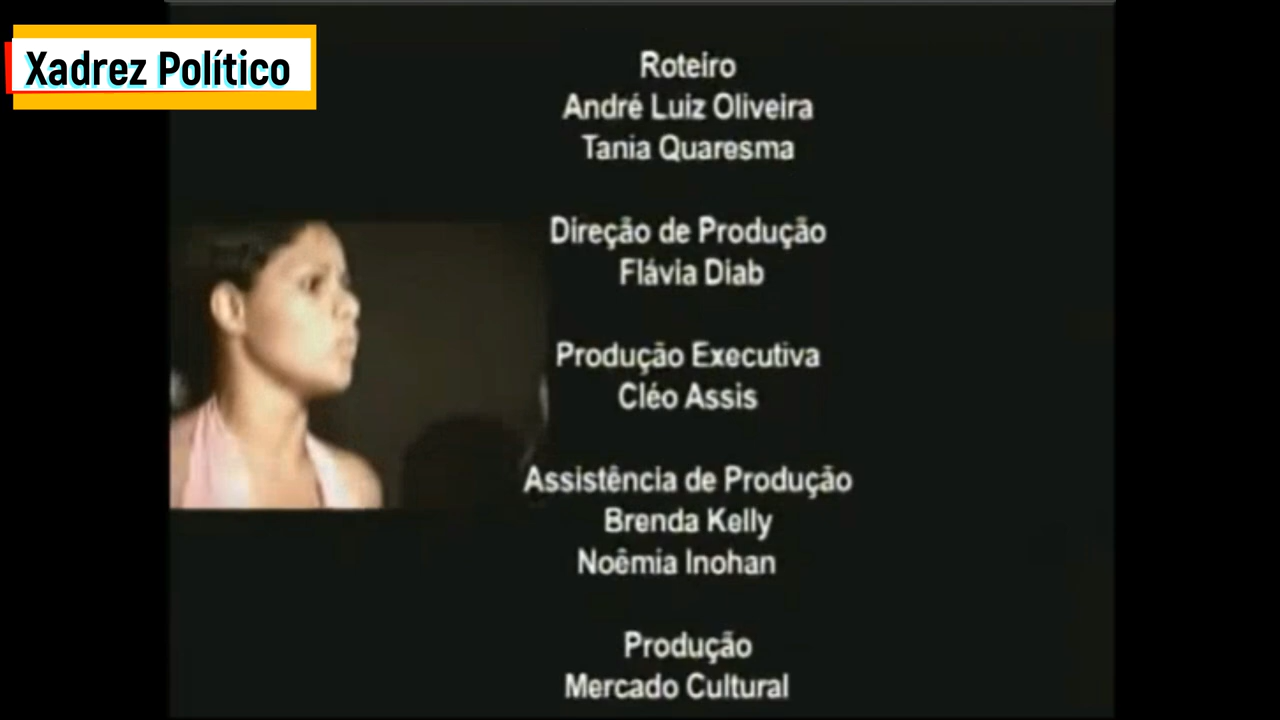 Xadrez Político
Roteiro
André Luiz Oliveira
Tania Quaresma
Direção de Produção
Flávia Diab
Produção Executiva
Cléo Assis
Assistência de Produção
Brenda Kelly
Noêmia Inohan
Produção
Mercado Cultural